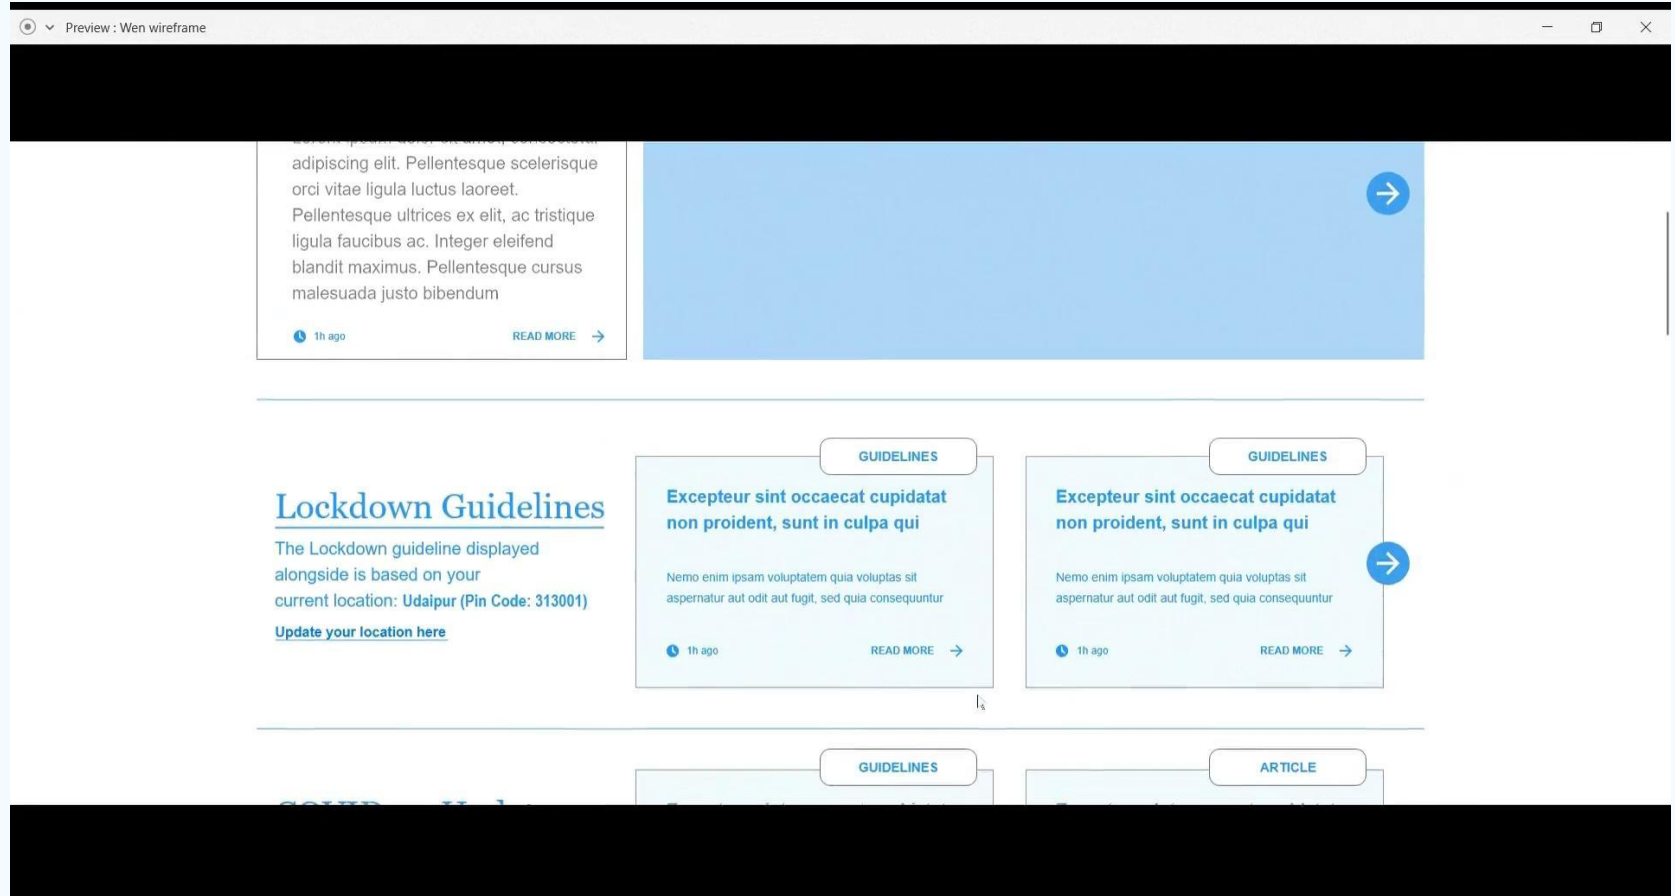 Preview : Wen wireframe
adipiscing elit. Pellentesque scelerisque
orci vitae ligula luctus laoreet.
Pellentesque ultrices ex elit, ac tristique
ligula faucibus ac. Integer eleifend
blandit maximus. Pellentesque cursus
malesuada justo bibendum
1h ago
READ MORE
Lockdown Guidelines
The Lockdown guideline displayed
alongside is based on your
current location: Udaipur (Pin Code: 313001)
Update your location here
GUIDELINES
Excepteur sint occaecat cupidatat
non proident, sunt in culpa qui
Nemo enim ipsam voluptatem quia voluptas sit
aspernatur aut odit aut fugit, sed quia consequuntur
1h ago
READ MORE
GUIDELINES
Excepteur sint occaecat cupidatat
non proident, sunt in culpa qui
Nemo enim ipsam voluptatem quia voluptas sit
aspernatur aut odit aut fugit, sed quia consequuntur
1h ago
READ MORE
GUIDELINES
ARTICLE